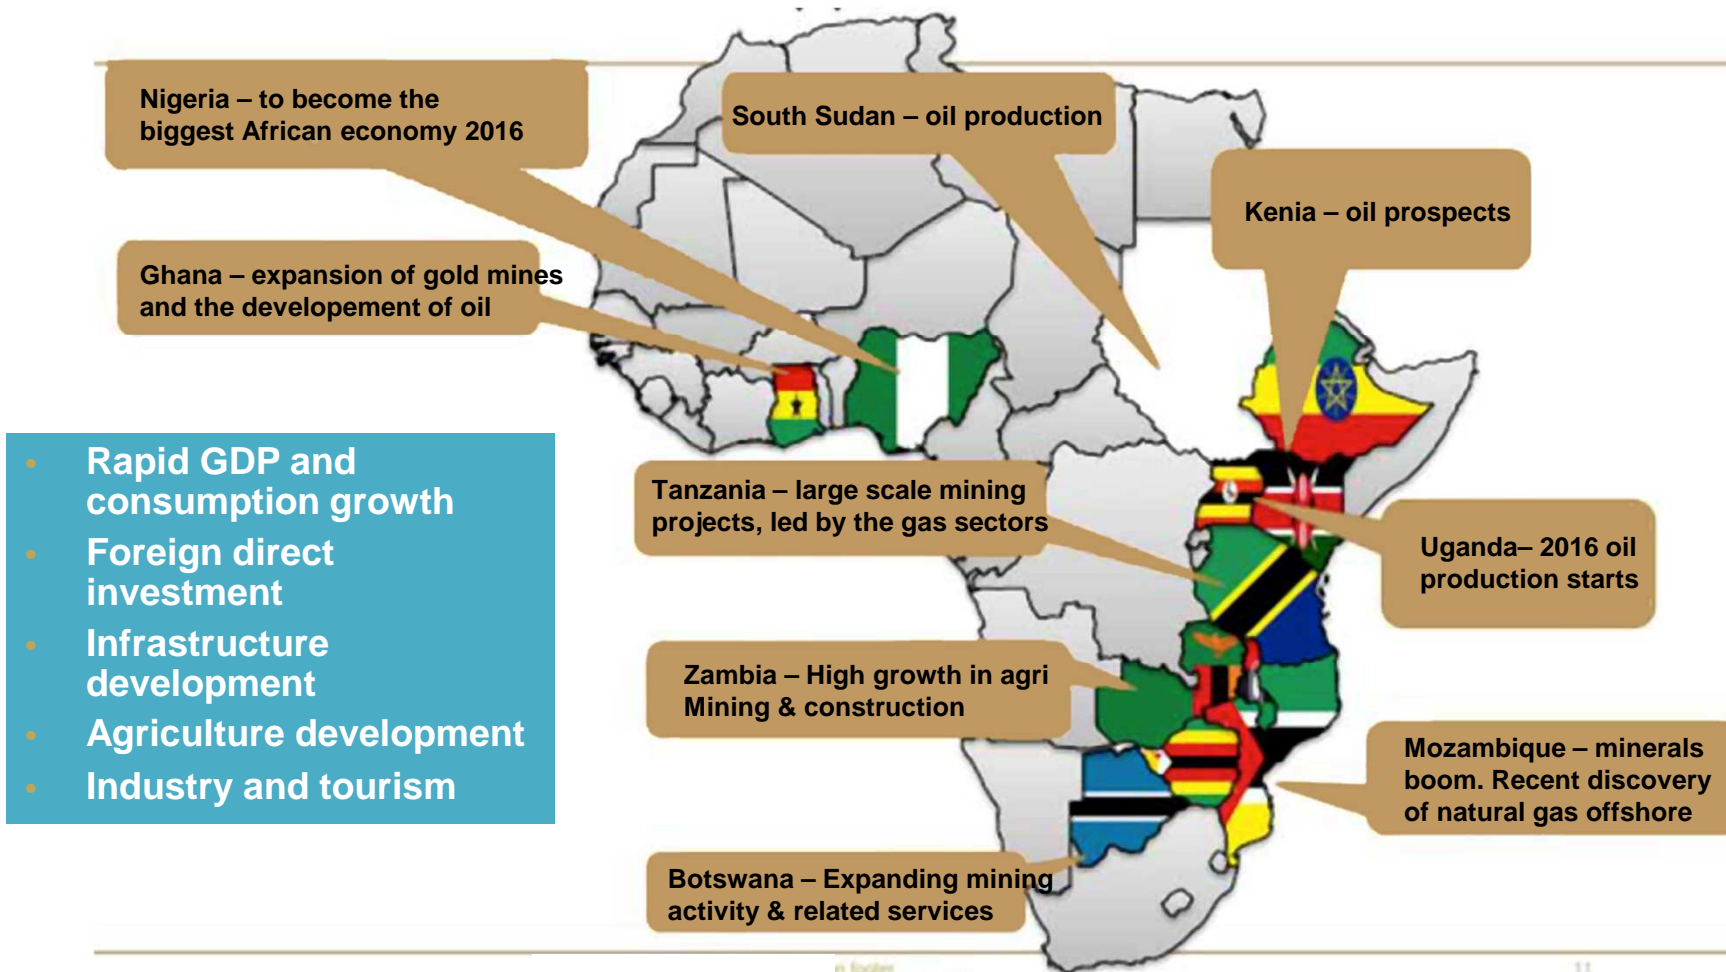 Nigeria – to become the
biggest African economy 2016
South Sudan – oil production
Kenia – oil prospects
Ghana – expansion of gold mines
and the developement of oil
• Rapid GDP and
consumption growth
• Foreign direct
investment
• Infrastructure
development
• Agriculture development
• Industry and tourism
Tanzania – large scale mining
projects, led by the gas sectors
Uganda– 2016 oil
production starts
Zambia – High growth in agri
Mining & construction
Mozambique – minerals
boom. Recent discovery
of natural gas offshore
Botswana – Expanding mining
activity & related services
footer
11